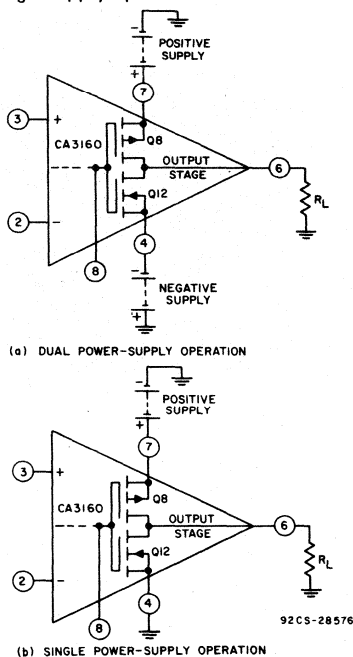 -
POSITIVE
SUPPLY
+
7
3
+
CA3160
Q8
OUTPUT
STAGE
6
Q12
RL
2
-
4
8
-
NEGATIVE
SUPPLY
+
(a) DUAL POWER-SUPPLY OPERATION
-
POSITIVE
SUPPLY
+
7
3
+
CA3160
Q8
OUTPUT
STAGE
6
Q12
RL
2
-
4
8
92CS-28576
(b) SINGLE POWER-SUPPLY OPERATION